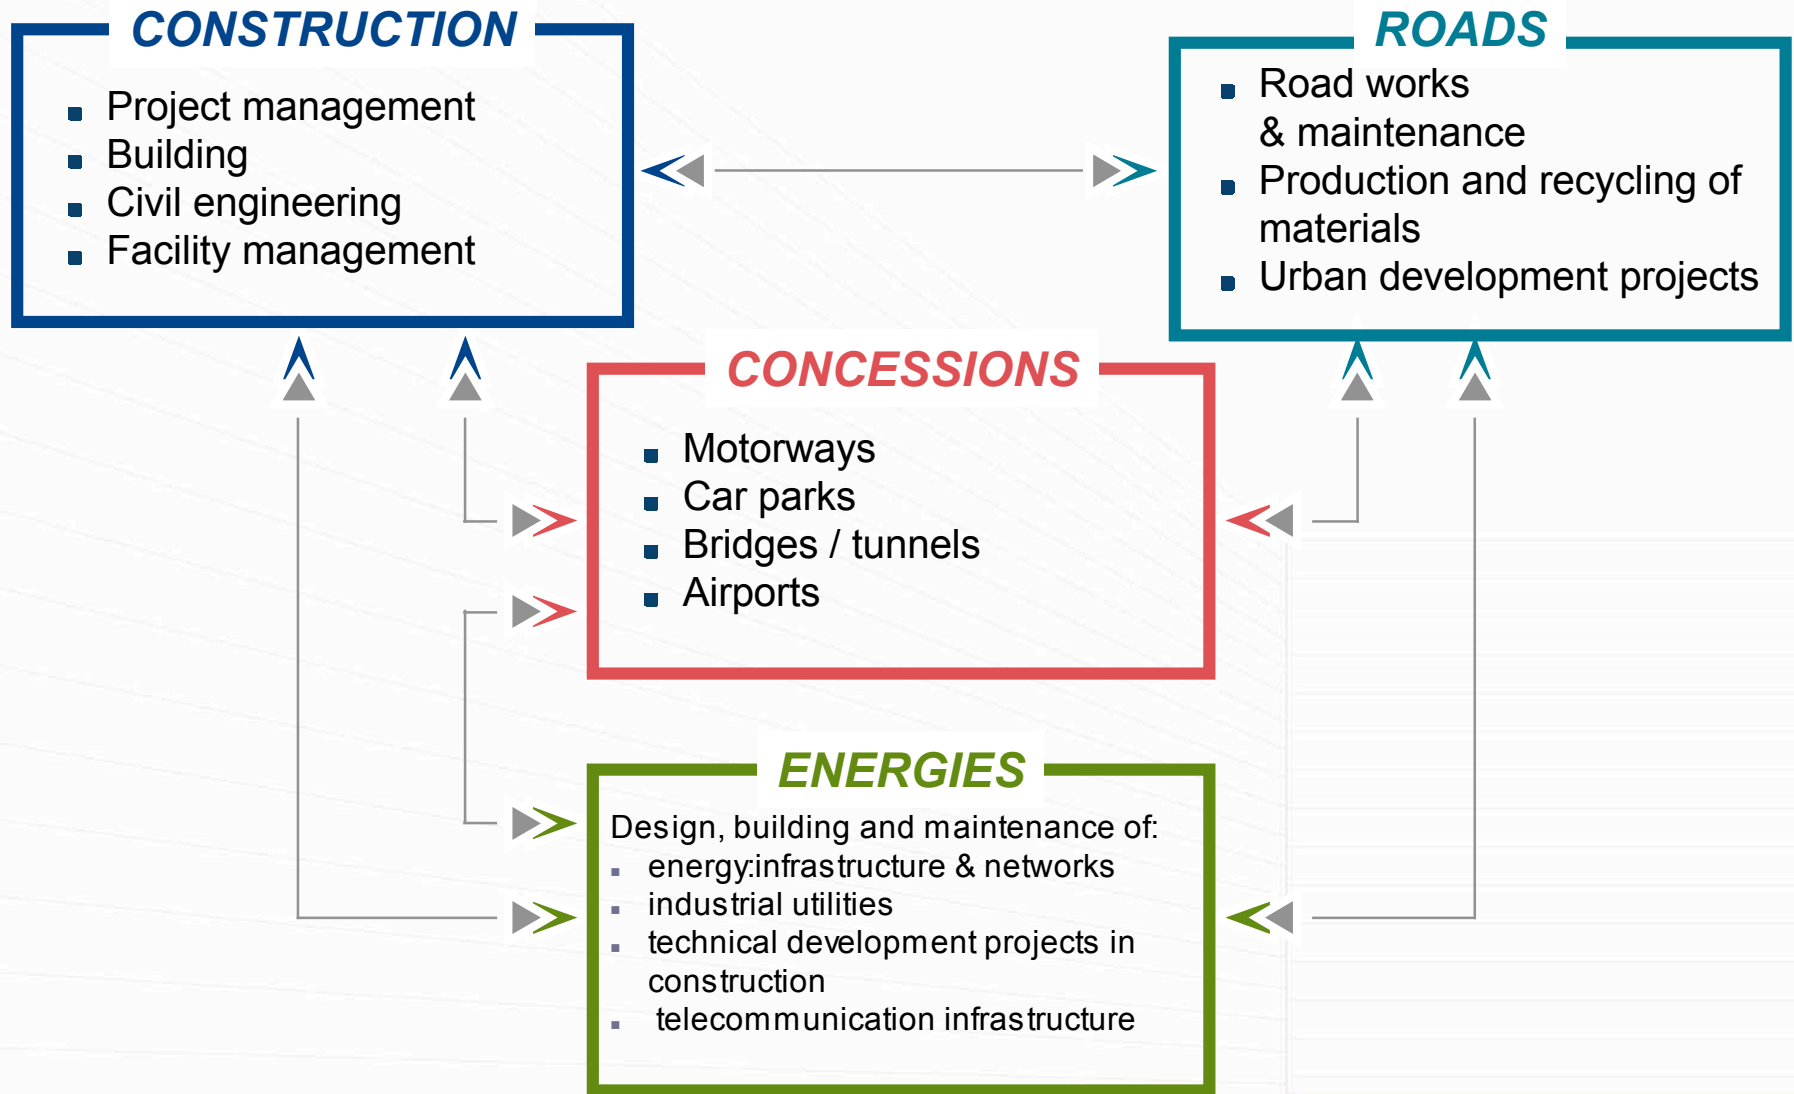 CONSTRUCTION
Project management
Building
Civil engineering
Facility management
ROADS
Road works
& maintenance
Production and recycling of
materials
Urban development projects
CONCESSIONS
Motorways
Car parks
Bridges / tunnels
Airports
ENERGIES
Design, building and maintenance of:
energy:infrastructure & networks
industrial utilities
technical development projects in
construction
telecommunication infrastructure